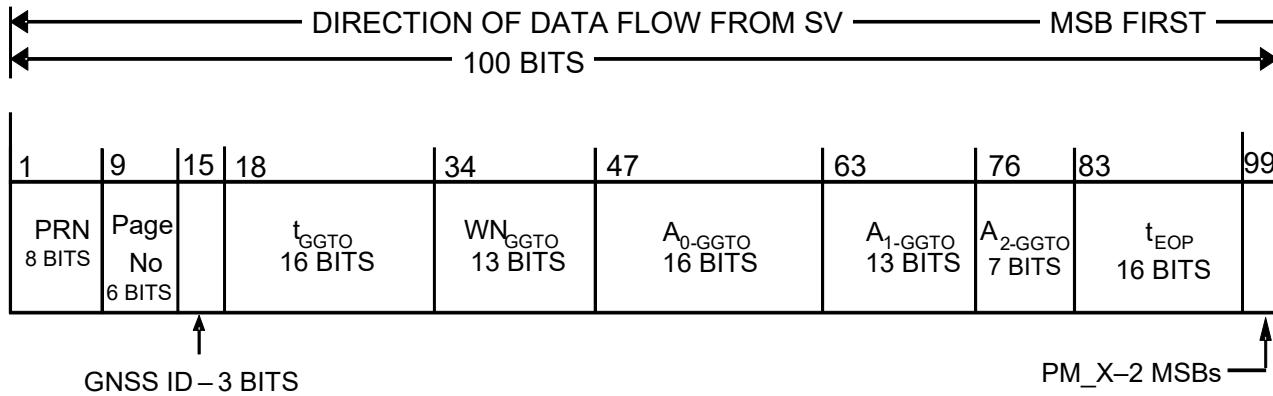 DIRECTION OF DATA FLOW FROM SV MSB FIRST
100 BITS
1 9 15 18 34 47 63 76 83 99
PRN
8 BITS
Page
No
6 BITS
tGGTO
16 BITS
WNGGTO
13 BITS
A0-GGTO
16 BITS
A1-GGTO
13 BITS
A2-GGTO
7 BITS
tEOP
16 BITS
GNSS ID – 3 BITS
PM_X–2 MSBs